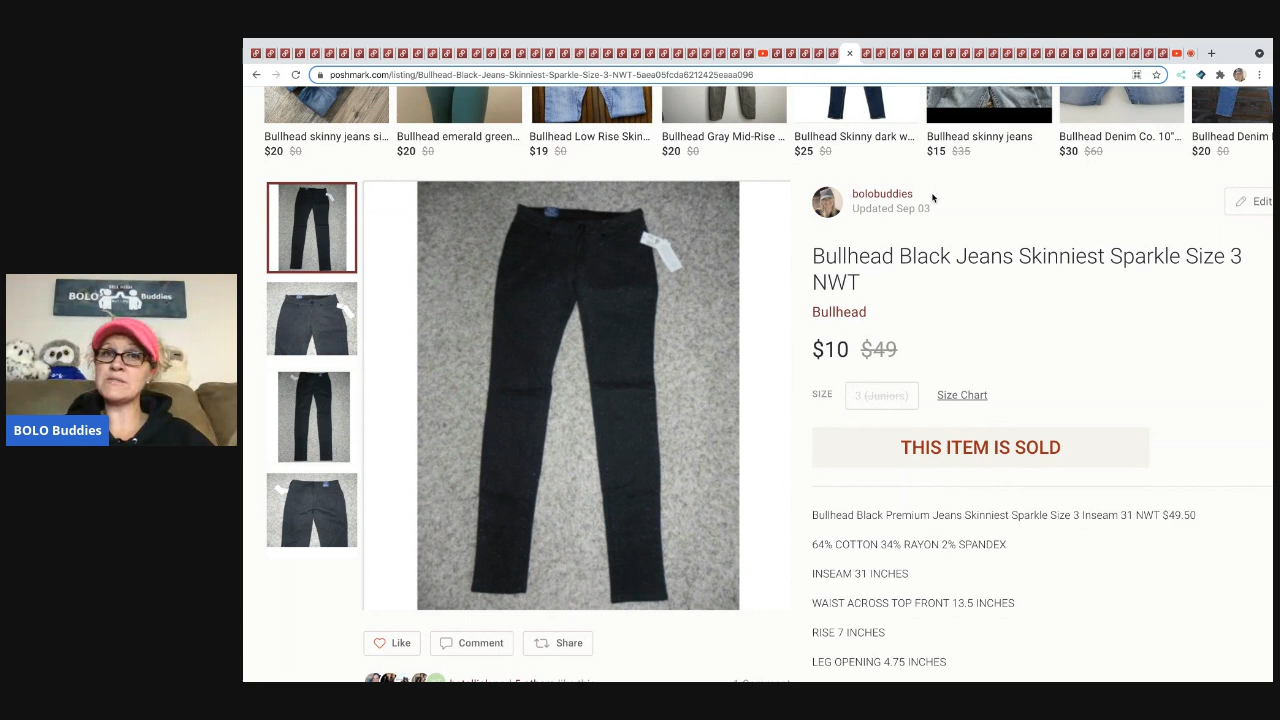 poshmark.com/listing/Bullhead-Black-Jeans-Skinniest-Sparkle-Size-3-NWT-5aea05fcda6212425eaaa096
Bullhead skinny jeans si... Bullhead emerald green... Bullhead Low Rise Skin... Bullhead Gray Mid-Rise ... Bullhead Skinny dark w... Bullhead skinny jeans Bullhead Denim Co. 10"... Bullhead Denim
$20 $0 $20 $0 $19 $0 $20 $0 $25 $0 $15 $35 $30 $60 $20 $0
bolobuddies
Updated Sep 03
Edit
Bullhead Black Jeans Skinniest Sparkle Size 3
NWT
Bullhead
$10 $49
SIZE 3 (Juniors) Size Chart
THIS ITEM IS SOLD
Bullhead Black Premium Jeans Skinniest Sparkle Size 3 Inseam 31 NWT $49.50
64% COTTON 34% RAYON 2% SPANDEX
INSEAM 31 INCHES
WAIST ACROSS TOP FRONT 13.5 INCHES
RISE 7 INCHES
LEG OPENING 4.75 INCHES
Like Comment Share
BOLO Buddies
BOLO Buddies